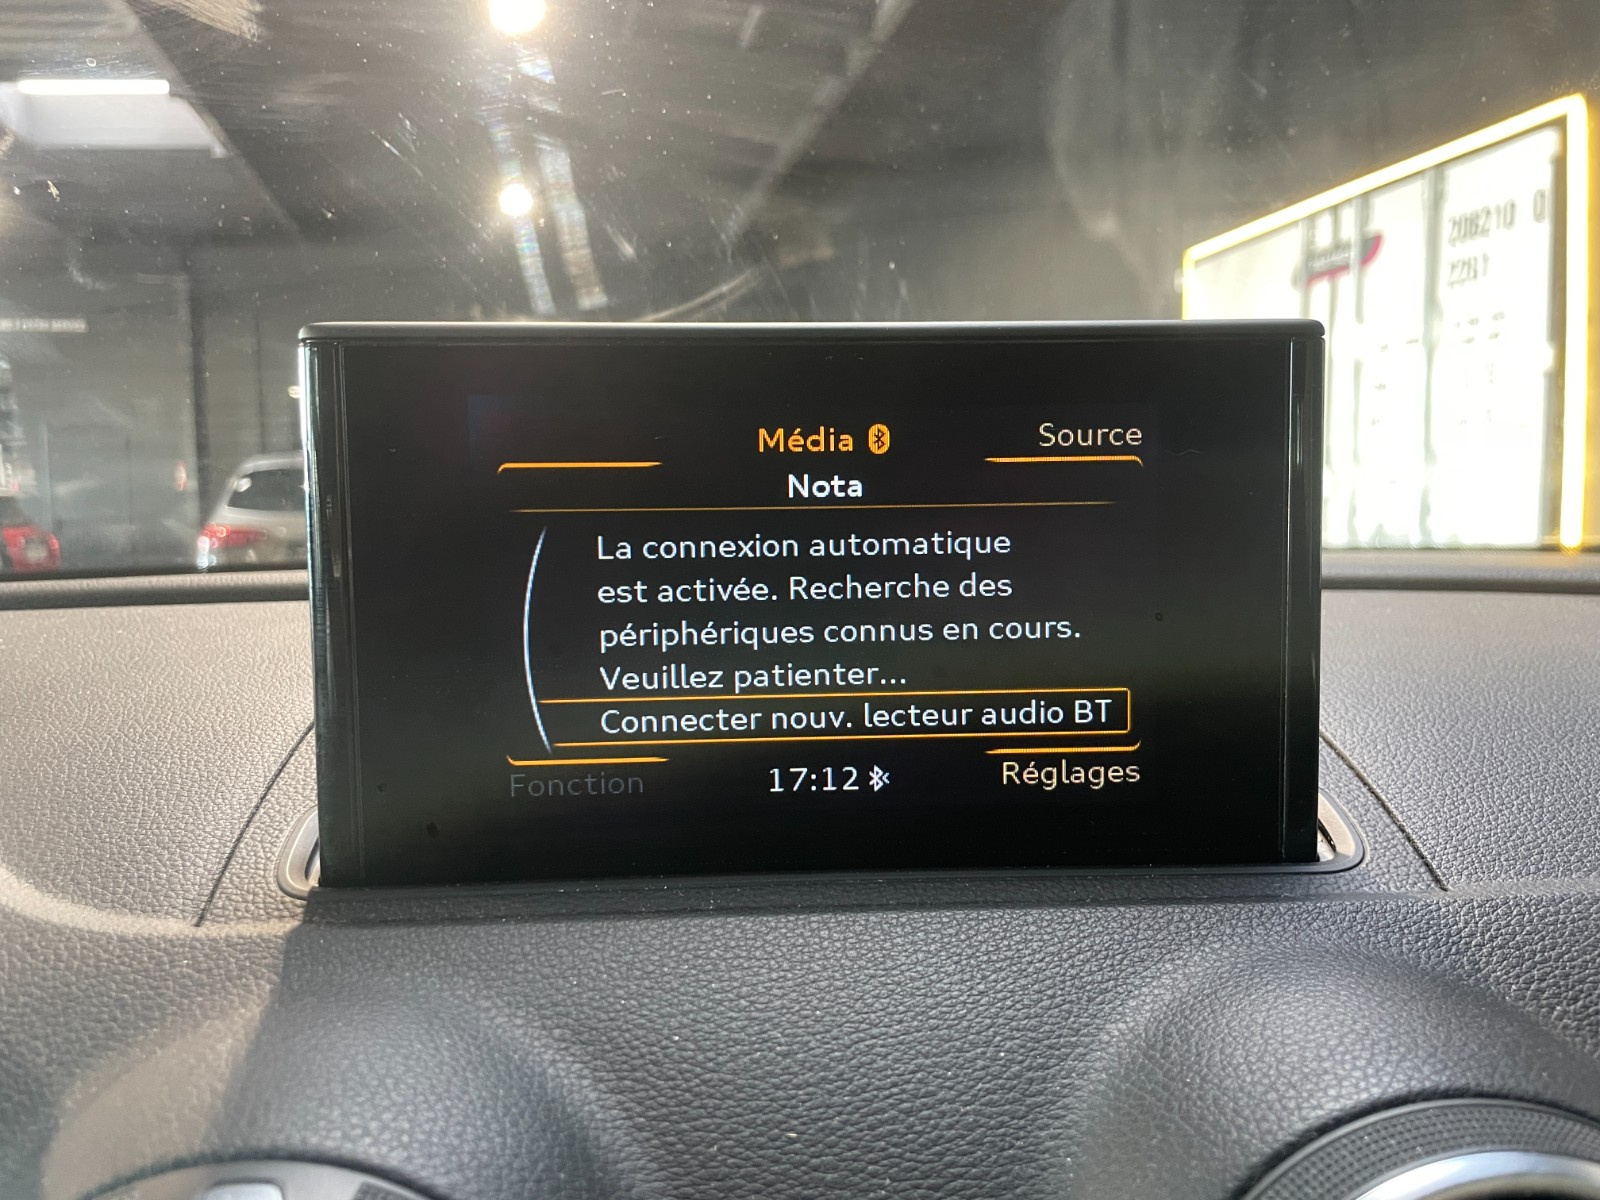 Média
Source
Nota
La connexion automatique
est activée. Recherche des
périphériques connus en cours.
Veuillez patienter...
Connecter nouv. lecteur audio BT
Fonction
17:12
Réglages